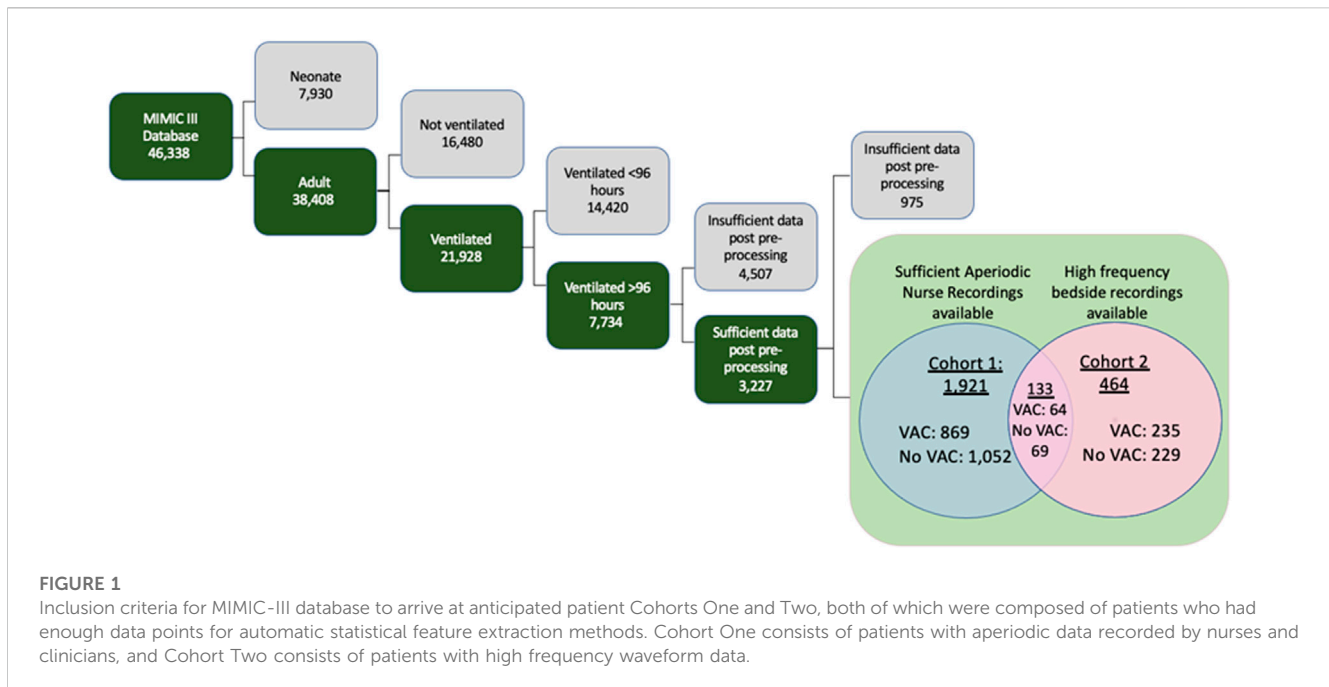 MIMIC III
Database
46,338
Neonate
7,930
Adult
38,408
Not ventilated
16,480
Ventilated
21,928
Ventilated <96
hours
14,420
Ventilated >96
hours
7,734
Insufficient data
post pre-
processing
4,507
Sufficient data
post pre-
processing
3,227
Insufficient data
post pre-
processing
975
Sufficient Aperiodic
Nurse Recordings
available
High frequency
bedside recordings
available
Cohort 1:
1,921
VAC: 869
No VAC: 1,052
133
VAC: 64
No VAC:
69
Cohort 2
464
VAC: 235
No VAC: 229
FIGURE 1
Inclusion criteria for MIMIC-III database to arrive at anticipated patient Cohorts One and Two, both of which were composed of patients who had
enough data points for automatic statistical feature extraction methods. Cohort One consists of patients with aperiodic data recorded by nurses and
clinicians, and Cohort Two consists of patients with high frequency waveform data.